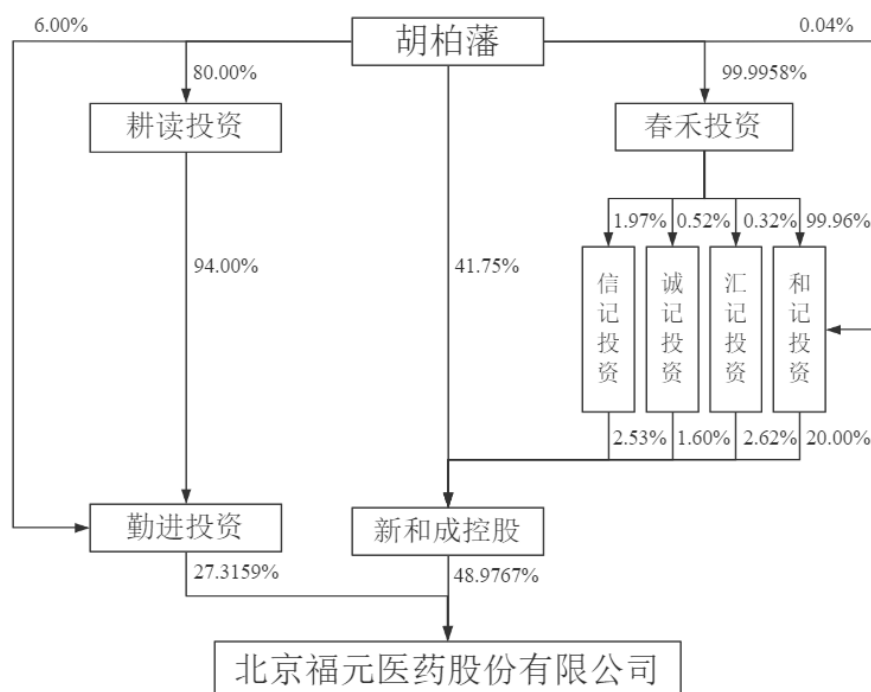 6.00%
胡柏藩
0.04%
80.00%
99.9958%
耕读投资
春禾投资
1.97%
0.52%
0.32%
99.96%
94.00%
41.75%
信记投资
诚记投资
汇记投资
和记投资
2.53%
1.60%
2.62%
20.00%
勤进投资
新和成控股
27.3159%
48.9767%
北京福元医药股份有限公司